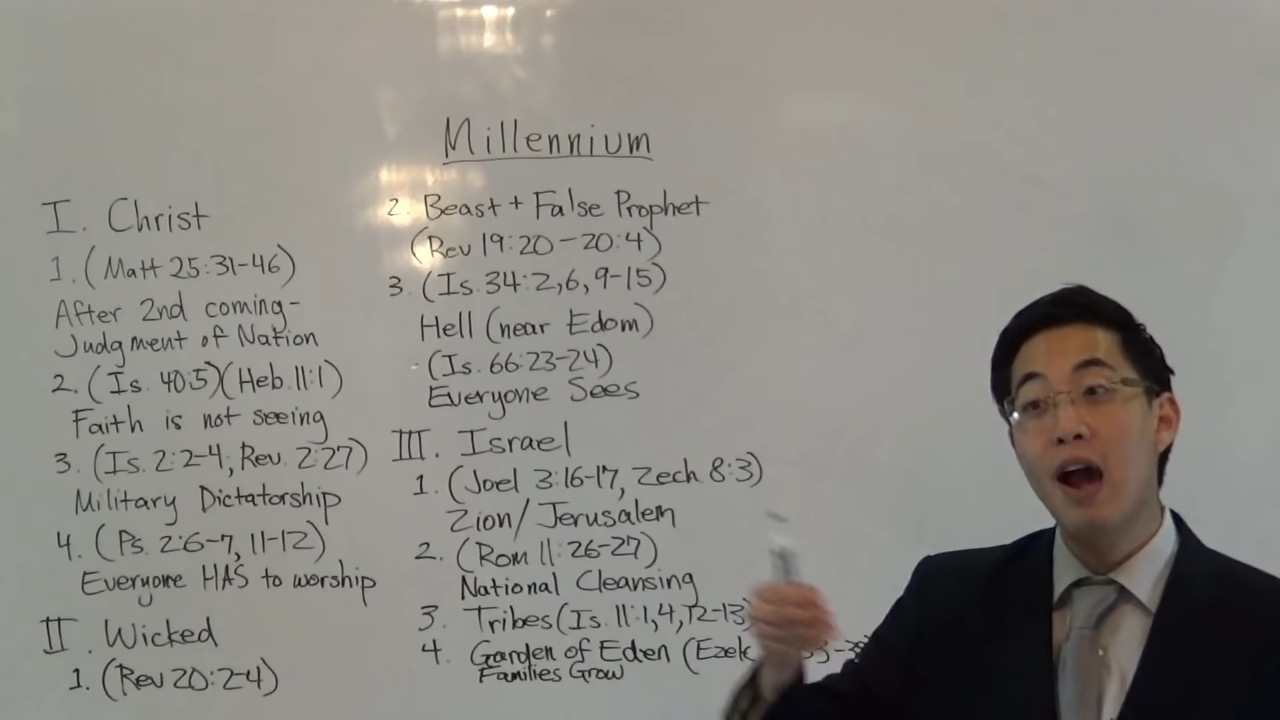 Millennium
I. Christ
1. (Matt 25:31-46)
After 2nd coming-
Judgment of Nation
2. (Is. 40:5)(Heb. 11:1)
Faith is not seeing
3. (Is. 2:2-4, Rev. 2:27)
Military Dictatorship
4. (Ps. 2:6-7, 11-12)
Everyone HAS to worship
II. Wicked
1. (Rev 20:2-4)
2. Beast + False Prophet
(Rev 19:20-20:4)
3. (Is. 34:2,6,9-15)
Hell (near Edom)
(Is. 66:23-24)
Everyone Sees
III. Israel
1. (Joel 3:16-17, Zech. 8:3)
Zion/Jerusalem
2. (Rom 11:26-27)
National Cleansing
3. Tribes (Is. 11:1,4,12-13)
4. Garden of Eden (Ezek
Families Grow